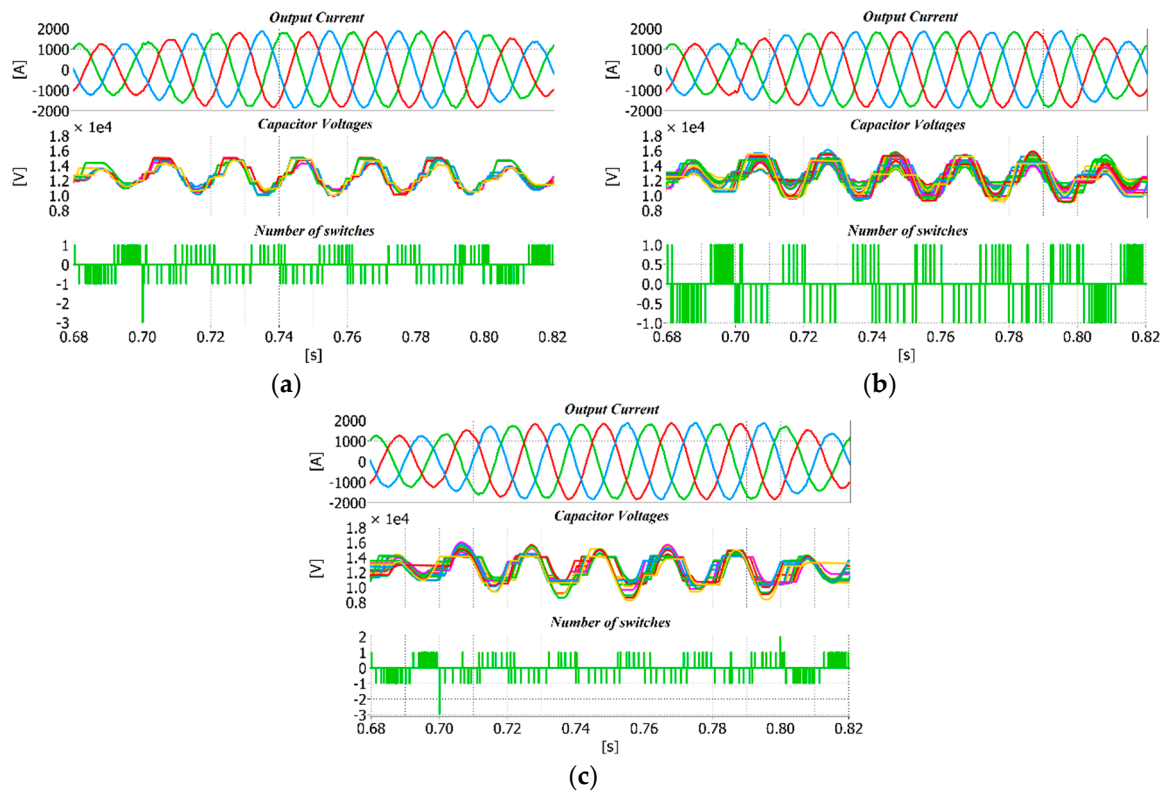 Output Current
2000
1000
0
-1000
-2000
[A]
Capacitor Voltages
1.8 × 1e4
1.6
1.4
1.2
1.0
0.8
[V]
Number of switches
1
0
-1
-2
-3
0.68 0.70 0.72 0.74 0.76 0.78 0.80 0.82
[s]
(a)
Output Current
2000
1000
0
-1000
-2000
[A]
Capacitor Voltages
1.8 × 1e4
1.6
1.4
1.2
1.0
0.8
[V]
Number of switches
1.0
0.5
0.0
-0.5
-1.0
0.68 0.70 0.72 0.74 0.76 0.78 0.80 0.82
[s]
(b)
Output Current
2000
1000
0
-1000
-2000
[A]
Capacitor Voltages
1.8 × 1e4
1.6
1.4
1.2
1.0
0.8
[V]
Number of switches
2
1
0
-1
-2
-3
0.68 0.70 0.72 0.74 0.76 0.78 0.80 0.82
[s]
(c)